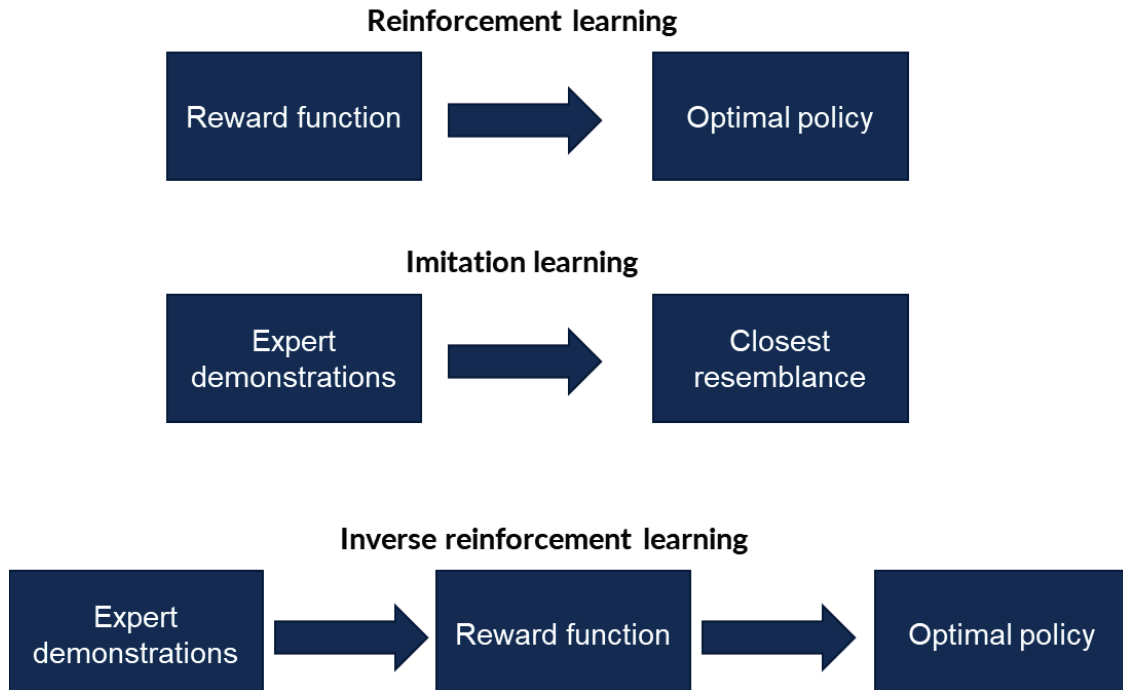 Reinforcement learning
Reward function
Optimal policy
Imitation learning
Expert
demonstrations
Closest
resemblance
Inverse reinforcement learning
Expert
demonstrations
Reward function
Optimal policy